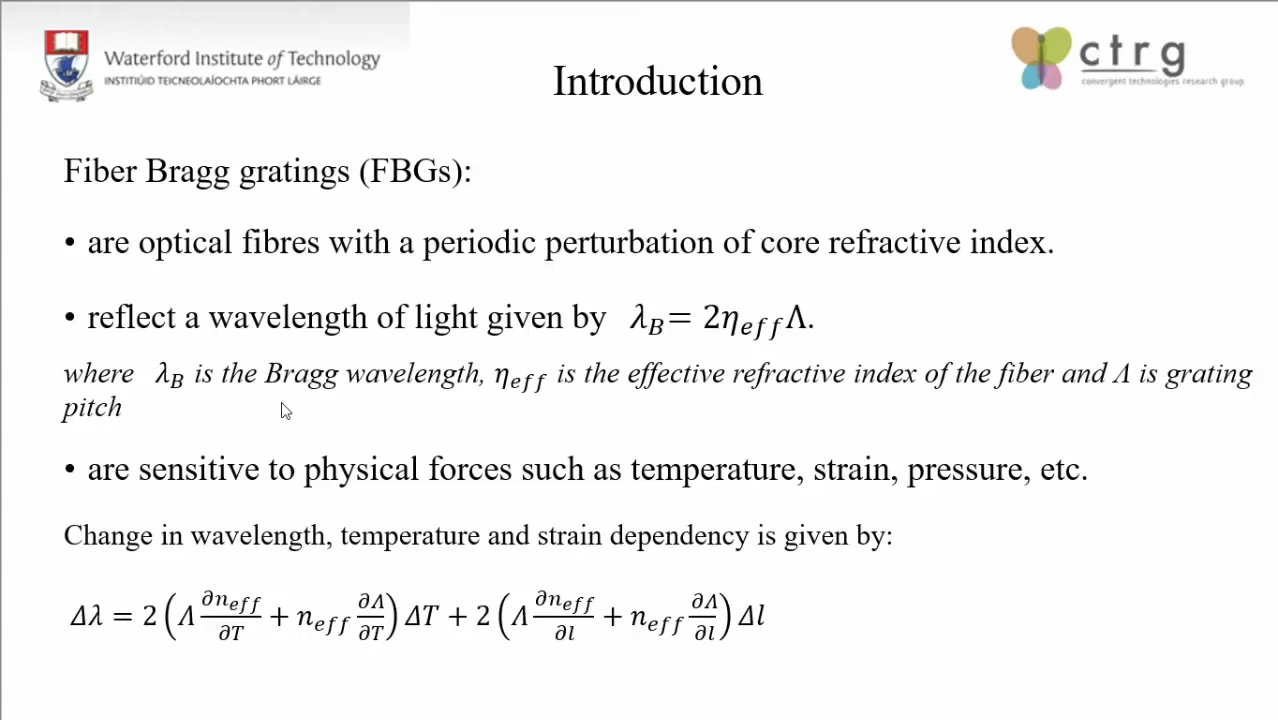 Waterford Institute of Technology
INSTITIÚID TEICNEOLAÍOCHTA PHORT LÁIRGE
ctrg
convergent technologies research group
Introduction
Fiber Bragg gratings (FBGs):
• are optical fibres with a periodic perturbation of core refractive index.
• reflect a wavelength of light given by λ_B = 2η_eff Λ.
where λ_B is the Bragg wavelength, η_eff is the effective refractive index of the fiber and Λ is grating
pitch
• are sensitive to physical forces such as temperature, strain, pressure, etc.
Change in wavelength, temperature and strain dependency is given by:
Δλ = 2(Λ ∂n_eff/∂T + n_eff ∂Λ/∂T)ΔT + 2(Λ ∂n_eff/∂l + n_eff ∂Λ/∂l)Δl